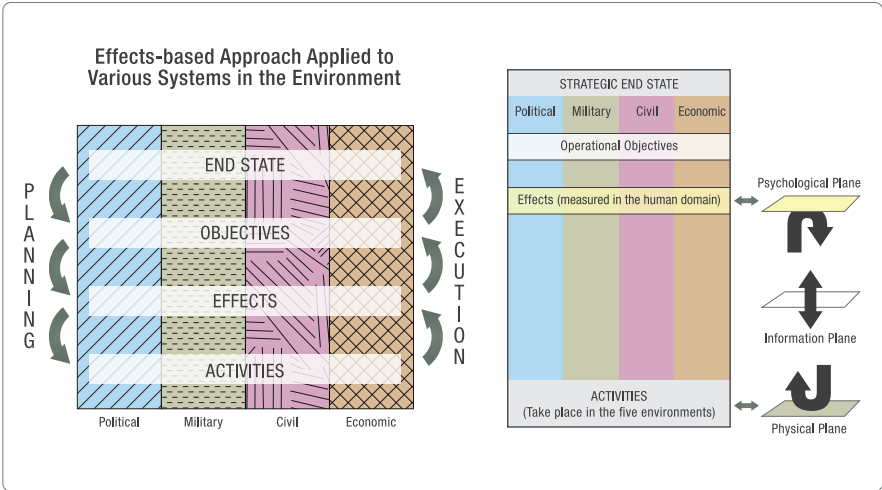 Effects-based Approach Applied to
Various Systems in the Environment
PLANNING
END STATE
OBJECTIVES
EFFECTS
ACTIVITIES
EXECUTION
Political Military Civil Economic
STRATEGIC END STATE
Political Military Civil Economic
Operational Objectives
Effects (measured in the human domain)
ACTIVITIES
(Take place in the five environments)
Psychological Plane
Information Plane
Physical Plane